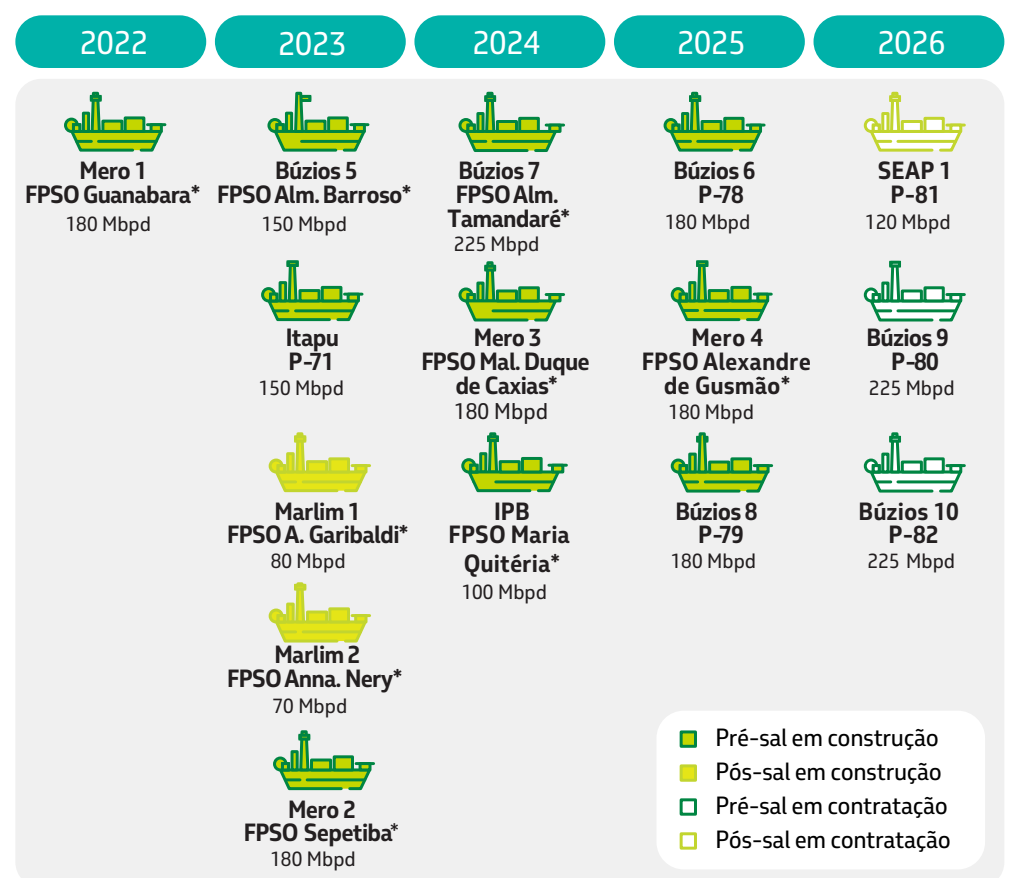 2022
2023
2024
2025
2026
Mero 1
FPSO Guanabara*
180 Mbpd
Búzios 5
FPSO Alm. Barroso*
150 Mbpd
Itapu
P-71
150 Mbpd
Marlim 1
FPSO A. Garibaldi*
80 Mbpd
Marlim 2
FPSO Anna. Nery*
70 Mbpd
Mero 2
FPSO Sepetiba*
180 Mbpd
Búzios 7
FPSO Alm.
Tamandaré*
225 Mbpd
Mero 3
FPSO Mal. Duque
de Caxias*
180 Mbpd
IPB
FPSO Maria
Quitéria*
100 Mbpd
Búzios 6
P-78
180 Mbpd
Mero 4
FPSO Alexandre
de Gusmão*
180 Mbpd
Búzios 8
P-79
180 Mbpd
SEAP 1
P-81
120 Mbpd
Búzios 9
P-80
225 Mbpd
Búzios 10
P-82
225 Mbpd
Pré-sal em construção
Pós-sal em construção
Pré-sal em contratação
Pós-sal em contratação